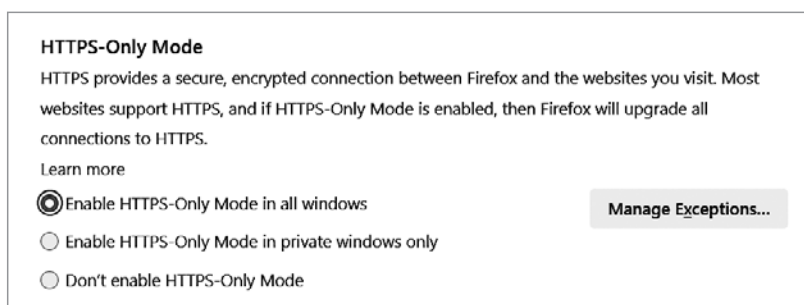 HTTPS-Only Mode
HTTPS provides a secure, encrypted connection between Firefox and the websites you visit. Most
websites support HTTPS, and if HTTPS-Only Mode is enabled, then Firefox will upgrade all
connections to HTTPS.
Learn more
Enable HTTPS-Only Mode in all windows
Manage Exceptions...
Enable HTTPS-Only Mode in private windows only
Don't enable HTTPS-Only Mode